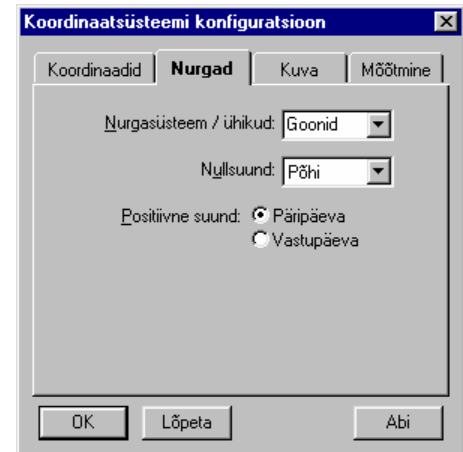 Koordinaatsüsteemi konfiguratsioon
Koordinaadid Nurgad Kuva Mõõtmine
Nurgasüsteem / ühikud: Goonid
Nullsuund: Põhi
Positiivne suund: Päripäeva
Vastupäeva
OK Lõpeta Abi